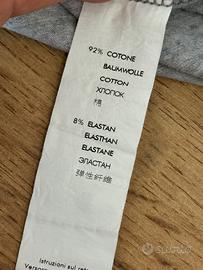 92% COTONE
BAUMWOLLE
COTTON
ХЛОПОК
棉
8% ELASTAN
ELASTHAN
ELASTANE
ЭЛАСТАН
弹性纤维
Istruzioni sul retro
subito